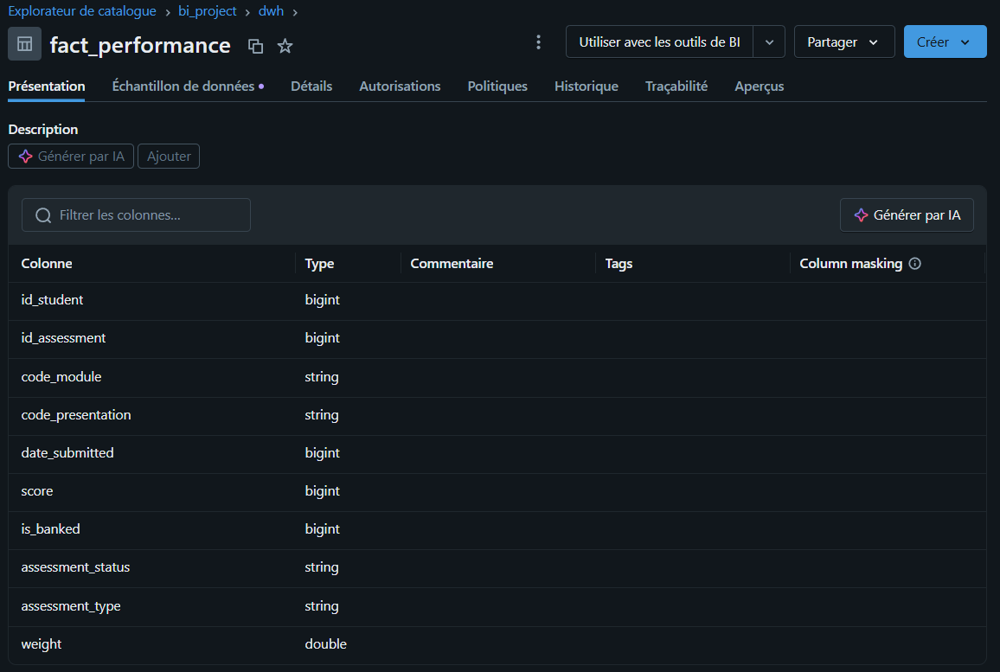 Explorateur de catalogue > bi_project > dwh >
fact_performance
Utiliser avec les outils de BI
Partager
Créer
Présentation Échantillon de données Détails Autorisations Politiques Historique Traçabilité Aperçus
Description
Générer par IA Ajouter
Filtrer les colonnes... Générer par IA
Colonne Type Commentaire Tags Column masking
id_student bigint
id_assessment bigint
code_module string
code_presentation string
date_submitted bigint
score bigint
is_banked bigint
assessment_status string
assessment_type string
weight double